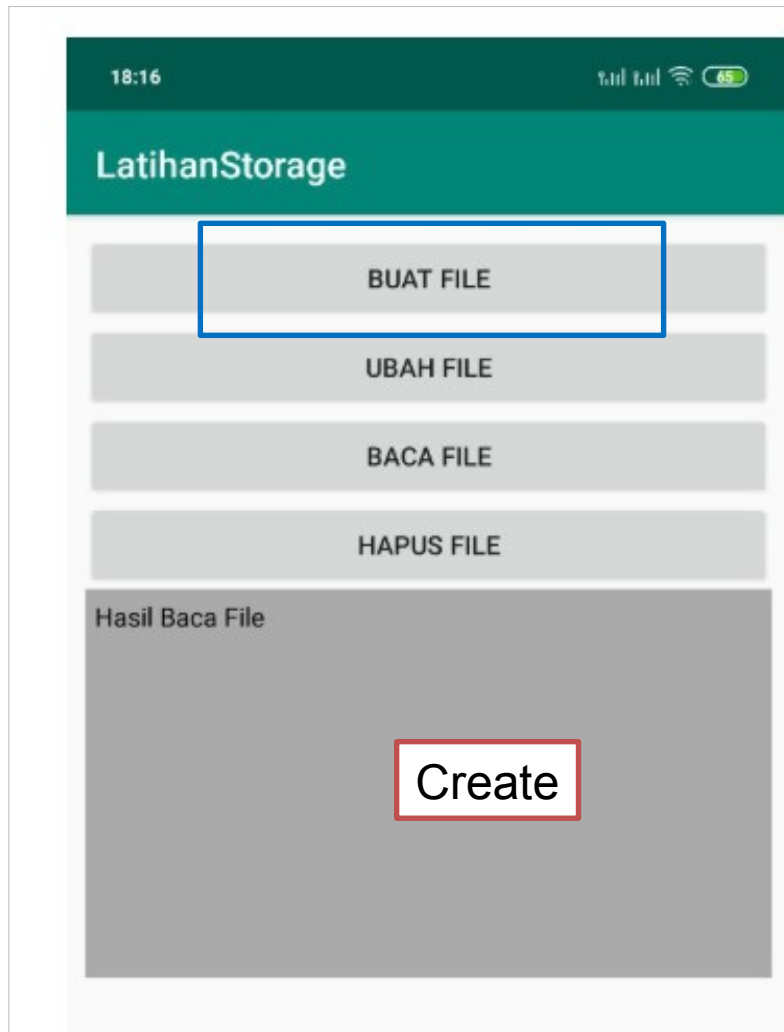 18:16
65
LatihanStorage
BUAT FILE
UBAH FILE
BACA FILE
HAPUS FILE
Hasil Baca File
Create